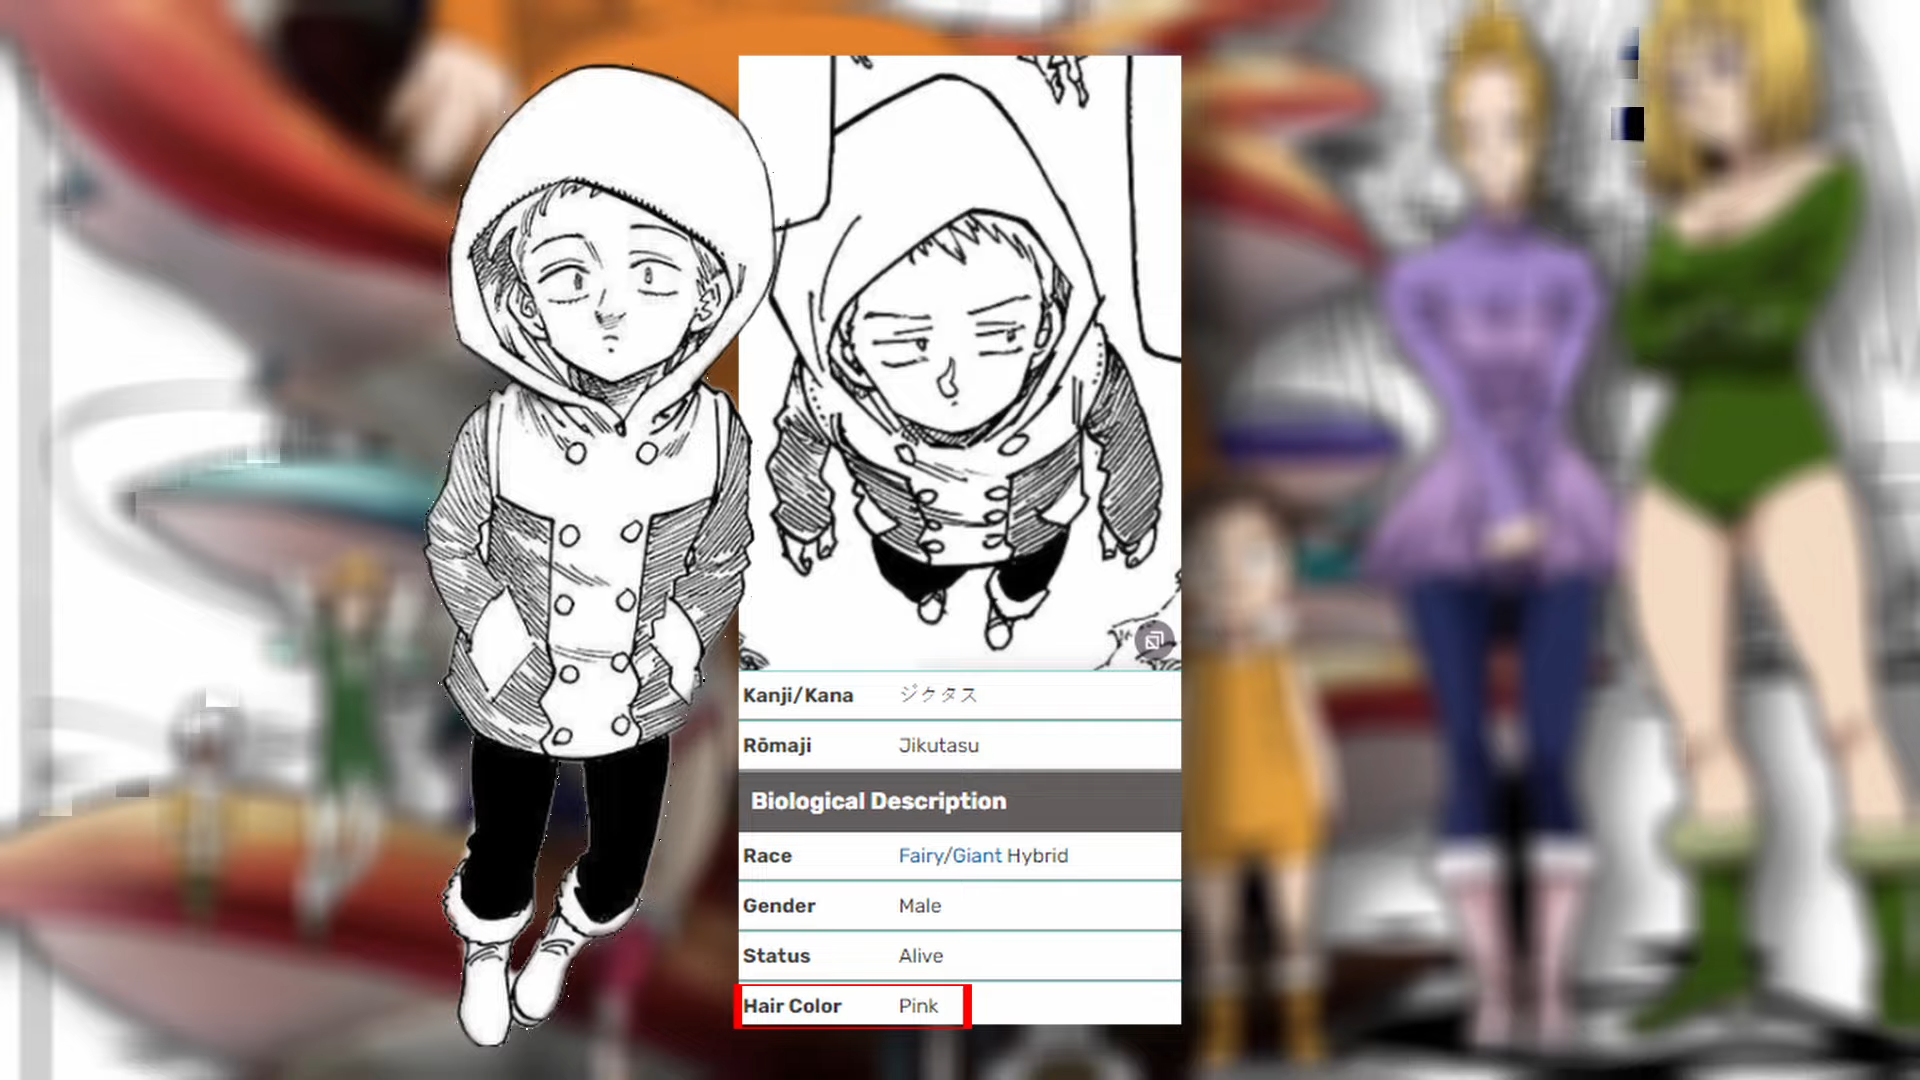 Kanji/Kana ジクタス
Rōmaji Jikutasu
Biological Description
Race Fairy/Giant Hybrid
Gender Male
Status Alive
Hair Color Pink